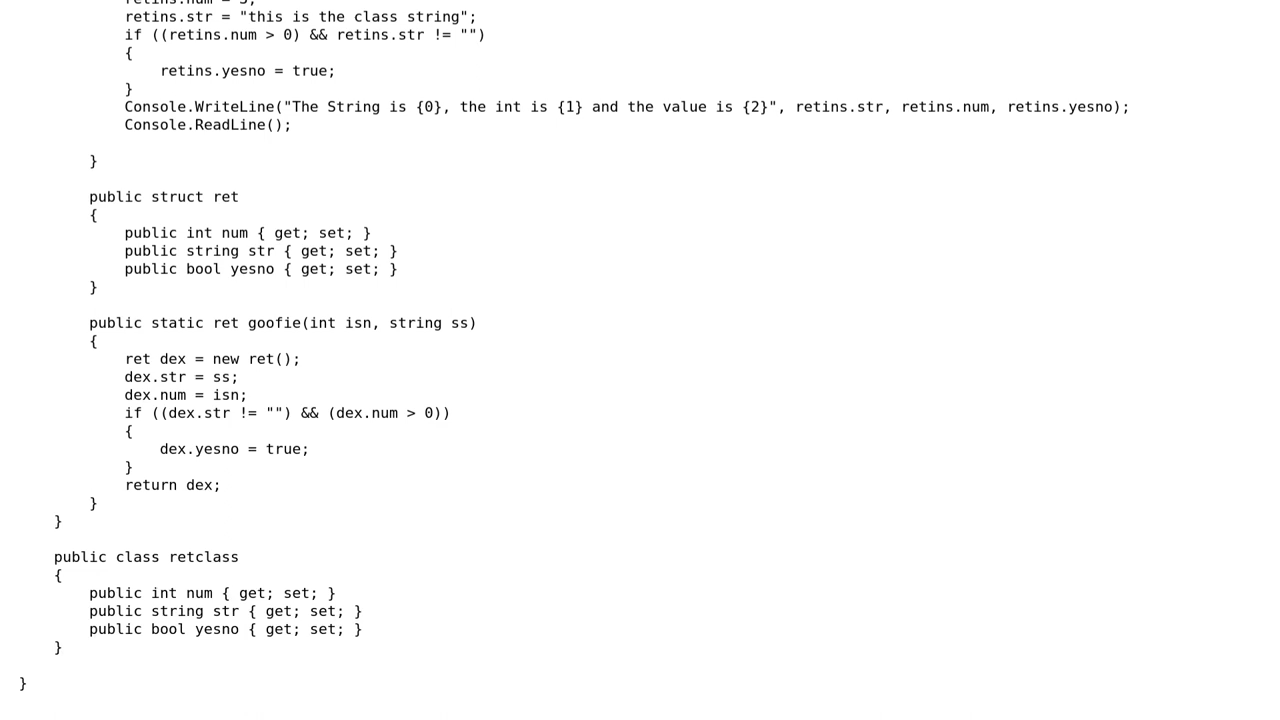 retins.num = 3;
retins.str = "this is the class string";
if ((retins.num > 0) && retins.str != "")
{
retins.yesno = true;
}
Console.WriteLine("The String is {0}, the int is {1} and the value is {2}", retins.str, retins.num, retins.yesno);
Console.ReadLine();
}
public struct ret
{
public int num { get; set; }
public string str { get; set; }
public bool yesno { get; set; }
}
public static ret goofie(int isn, string ss)
{
ret dex = new ret();
dex.str = ss;
dex.num = isn;
if ((dex.str != "") && (dex.num > 0))
{
dex.yesno = true;
}
return dex;
}
}
public class retclass
{
public int num { get; set; }
public string str { get; set; }
public bool yesno { get; set; }
}
}